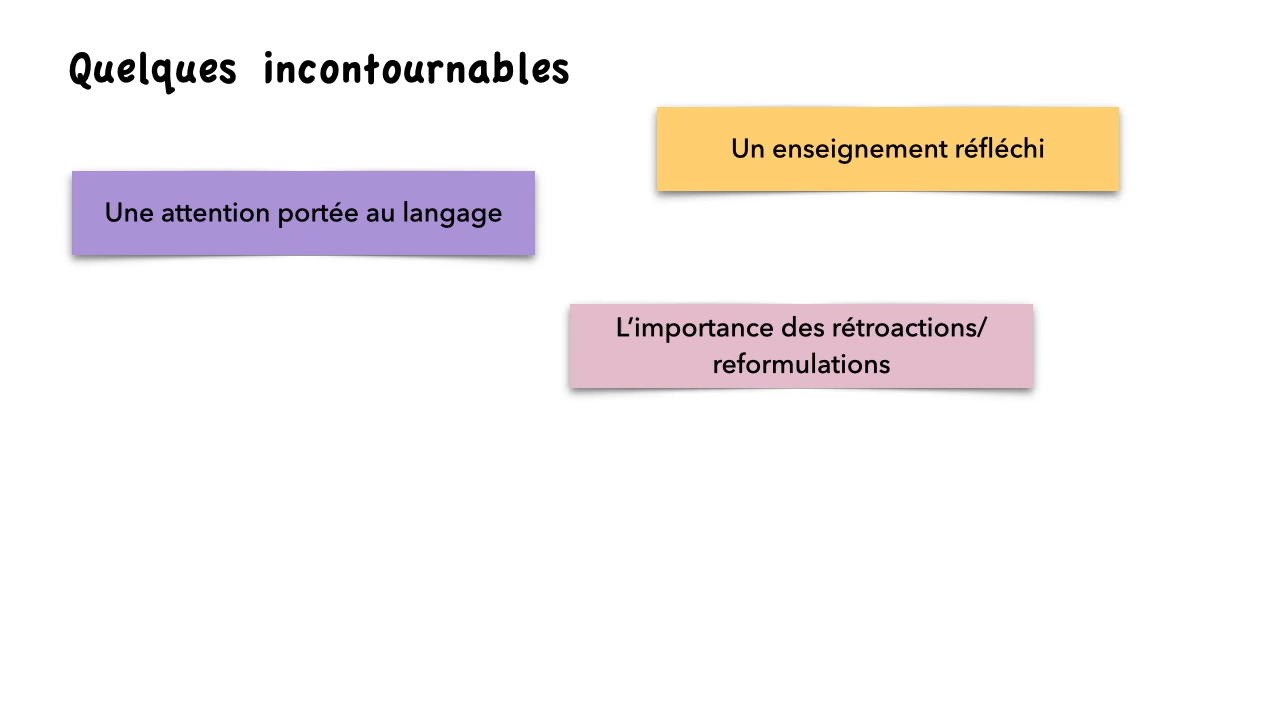 Quelques incontournables
Un enseignement réfléchi
Une attention portée au langage
L’importance des rétroactions/
reformulations